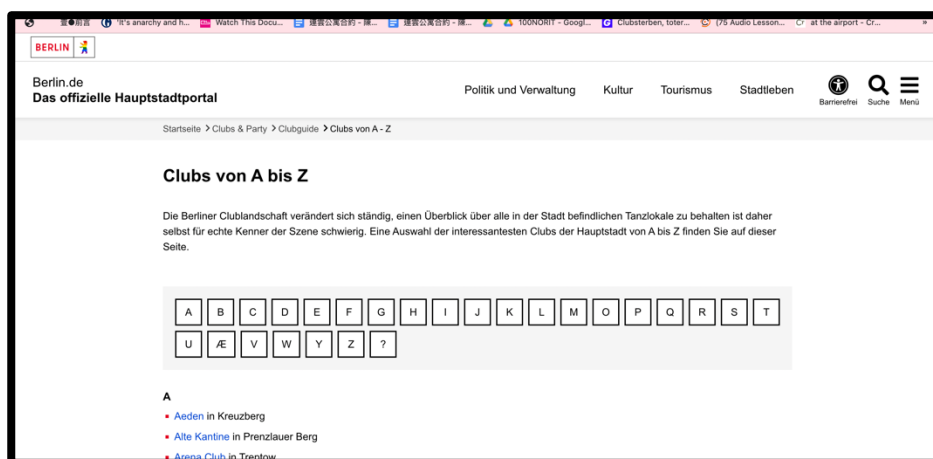 'It's anarchy and h...
Watch This Docu...
100NORIT - Googl...
Clubsterben, toter...
(75 Audio Lesson...
at the airport - Cr...
»
BERLIN
Berlin.de
Das offizielle Hauptstadtportal
Politik und Verwaltung
Kultur
Tourismus
Stadtleben
Barrierefrei
Suche
Menü
Startseite > Clubs & Party > Clubguide > Clubs von A - Z
Clubs von A bis Z
Die Berliner Clublandschaft verändert sich ständig, einen Überblick über alle in der Stadt befindlichen Tanzlokale zu behalten ist daher
selbst für echte Kenner der Szene schwierig. Eine Auswahl der interessantesten Clubs der Hauptstadt von A bis Z finden Sie auf dieser
Seite.
A B C D E F G H I J K L M O P Q R S T
U Æ V W Y Z ?
A
Aeden in Kreuzberg
Alte Kantine in Prenzlauer Berg
Arena Club in Treptow